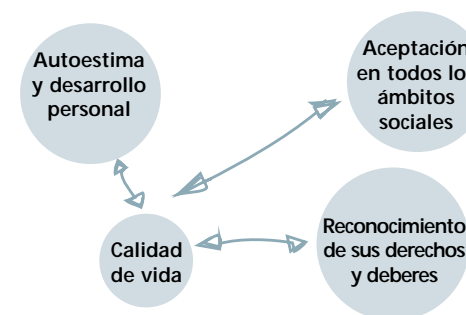 Autoestima
y desarrollo
personal
Aceptación
en todos lo
ámbitos
sociales
Calidad
de vida
Reconocimiento
de sus derechos
y deberes